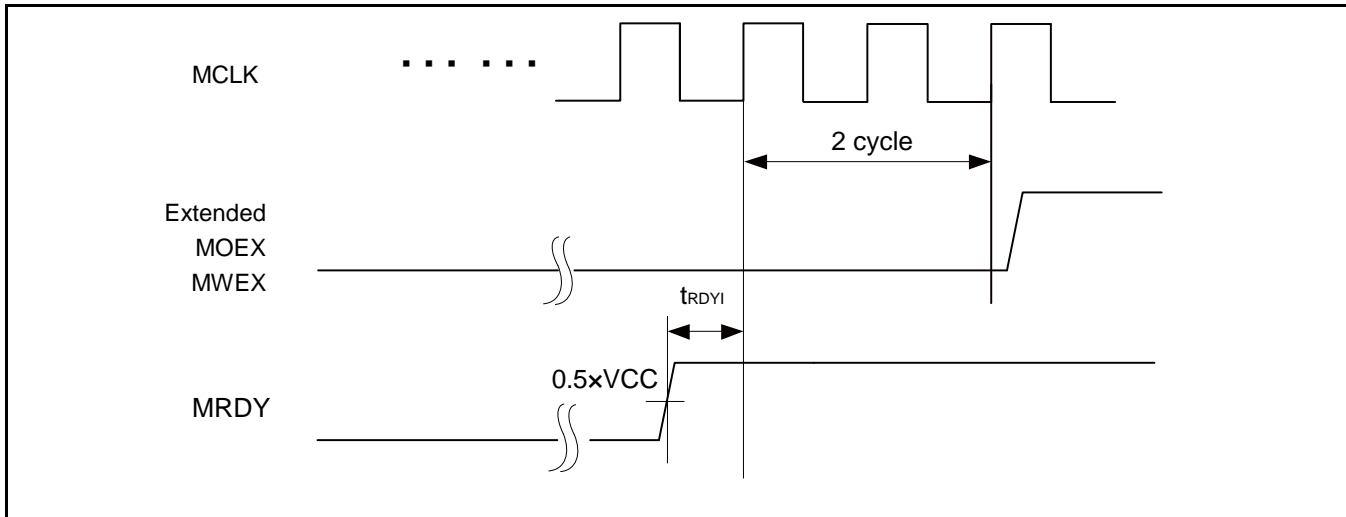 MCLK
2 cycle
Extended
MOEX
MWEX
tRDYI
0.5×VCC
MRDY